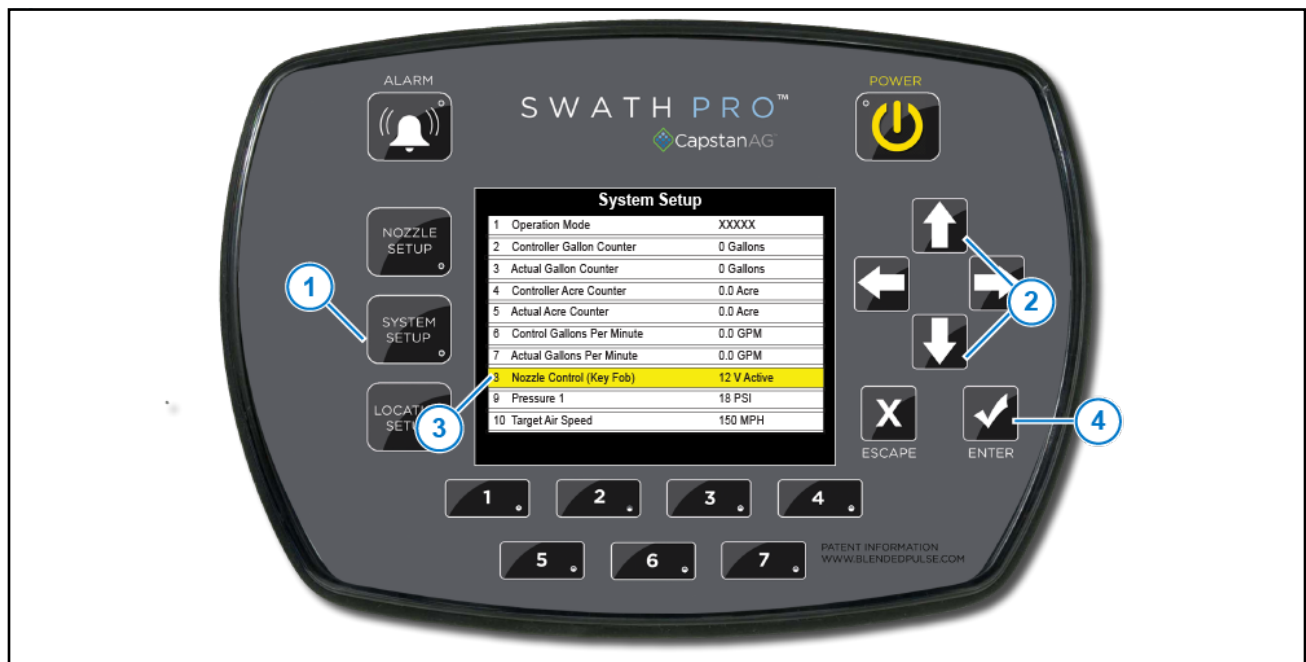 ALARM
POWER
SWATH PRO™
CapstanAG
NOZZLE
SETUP
1
SYSTEM
SETUP
SETUP
3
System Setup
1 Operation Mode XXXXX
2 Controller Gallon Counter 0 Gallons
3 Actual Gallon Counter 0 Gallons
4 Controller Acre Counter 0.0 Acre
5 Actual Acre Counter 0.0 Acre
6 Control Gallons Per Minute 0.0 GPM
7 Actual Gallons Per Minute 0.0 GPM
8 Nozzle Control (Key Fob) 12 V Active
9 Pressure 1 18 PSI
10 Target Air Speed 150 MPH
2
X
ESCAPE
ENTER
4
1
2
3
4
5
6
7
PATENT INFORMATION
WWW.BLENDEDPULSE.COM